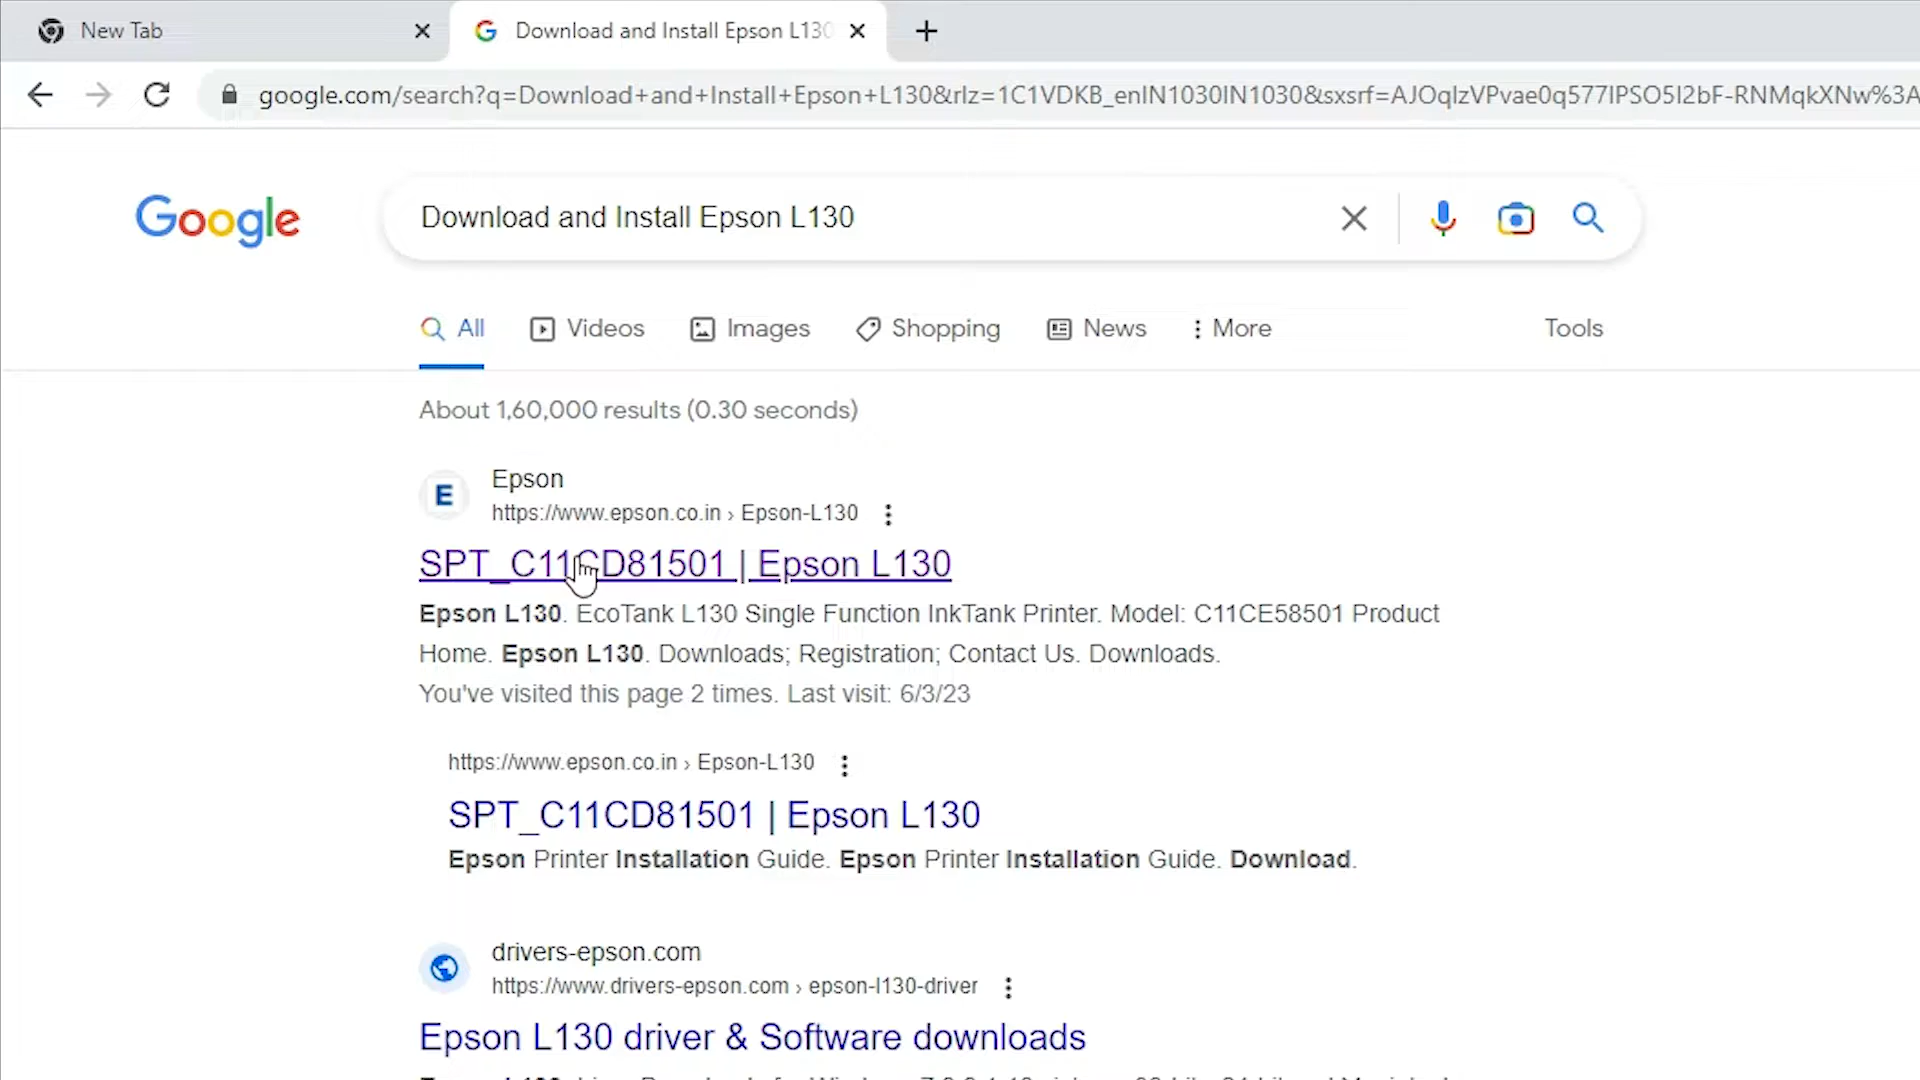 New Tab
Download and Install Epson L130
google.com/search?q=Download+and+Install+Epson+L130&rlz=1C1VDKB_enIN1030IN1030&sxsrf=AJOqlzVPvae0q577IPSO5I2bF-RNMqkXNw%3A
Google
Download and Install Epson L130
All Videos Images Shopping News More Tools
About 1,60,000 results (0.30 seconds)
E
Epson
https://www.epson.co.in › Epson-L130
SPT_C11CD81501 | Epson L130
Epson L130. EcoTank L130 Single Function InkTank Printer. Model: C11CE58501 Product
Home. Epson L130. Downloads; Registration; Contact Us. Downloads.
You've visited this page 2 times. Last visit: 6/3/23
https://www.epson.co.in › Epson-L130
SPT_C11CD81501 | Epson L130
Epson Printer Installation Guide. Epson Printer Installation Guide. Download.
drivers-epson.com
https://www.drivers-epson.com › epson-l130-driver
Epson L130 driver & Software downloads